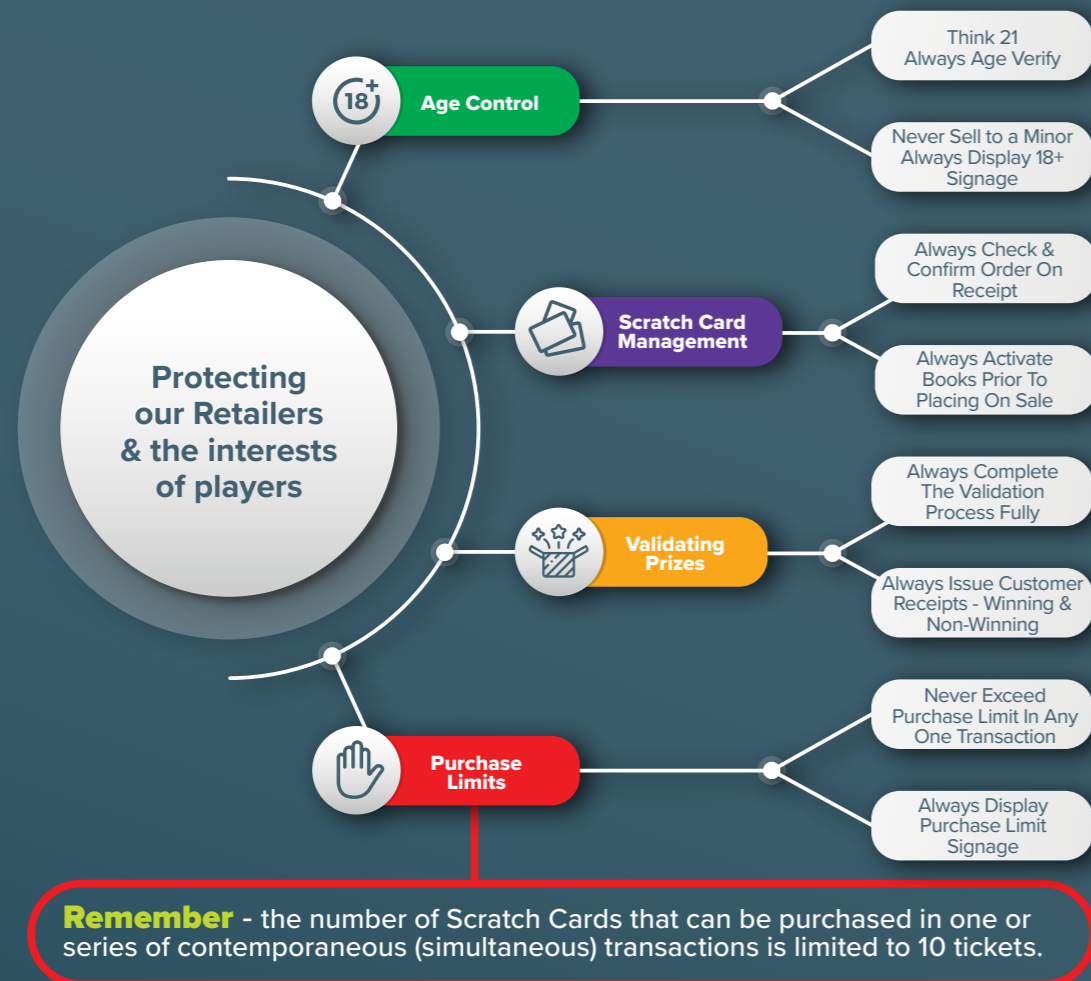 Protecting
our Retailers
& the interests
of players
18+
Age Control
Think 21
Always Age Verify
Never Sell to a Minor
Always Display 18+
Signage
Scratch Card
Management
Always Check &
Confirm Order On
Receipt
Always Activate
Books Prior To
Placing On Sale
Validating
Prizes
Always Complete
The Validation
Process Fully
Always Issue Customer
Receipts - Winning &
Non-Winning
Purchase
Limits
Never Exceed
Purchase Limit In Any
One Transaction
Always Display
Purchase Limit
Signage
Remember - the number of Scratch Cards that can be purchased in one or
series of contemporaneous (simultaneous) transactions is limited to 10 tickets.